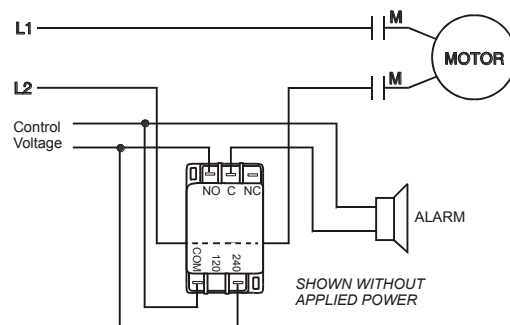 L1
M
MOTOR
L2
M
Control
Voltage
NO C NC
ALARM
COM
120
240
SHOWN WITHOUT
APPLIED POWER